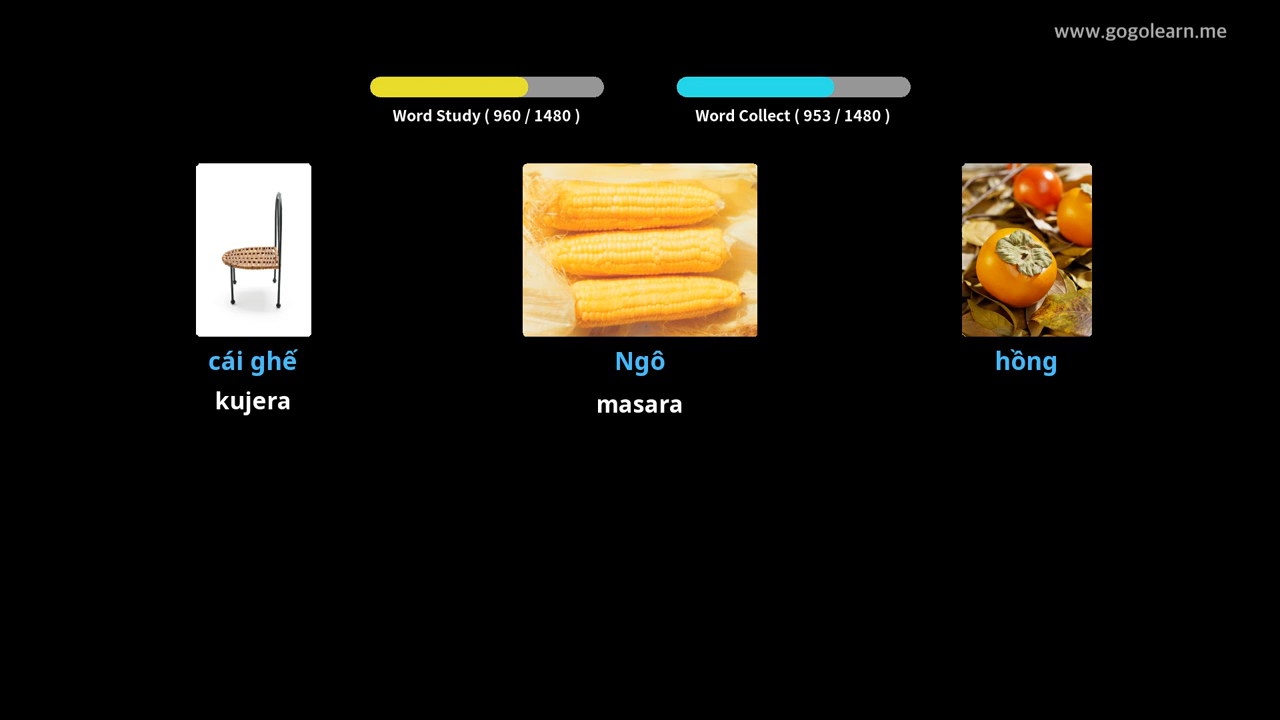 www.gogolearn.me
Word Study ( 960 / 1480 )
Word Collect ( 953 / 1480 )
cái ghế
Ngô
hồng
kujera
masara